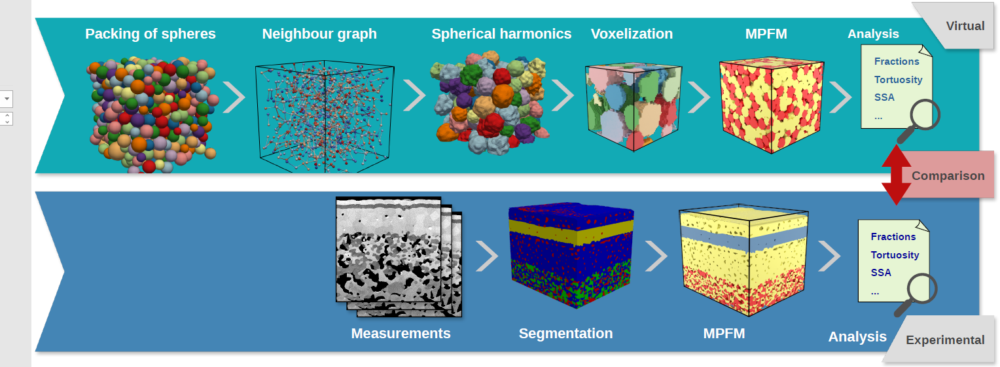 Virtual
Packing of spheres
Neighbour graph
Spherical harmonics
Voxelization
MPFM
Analysis
Fractions
Tortuosity
SSA
...
Comparison
Fractions
Tortuosity
SSA
...
Measurements
Segmentation
MPFM
Analysis
Experimental